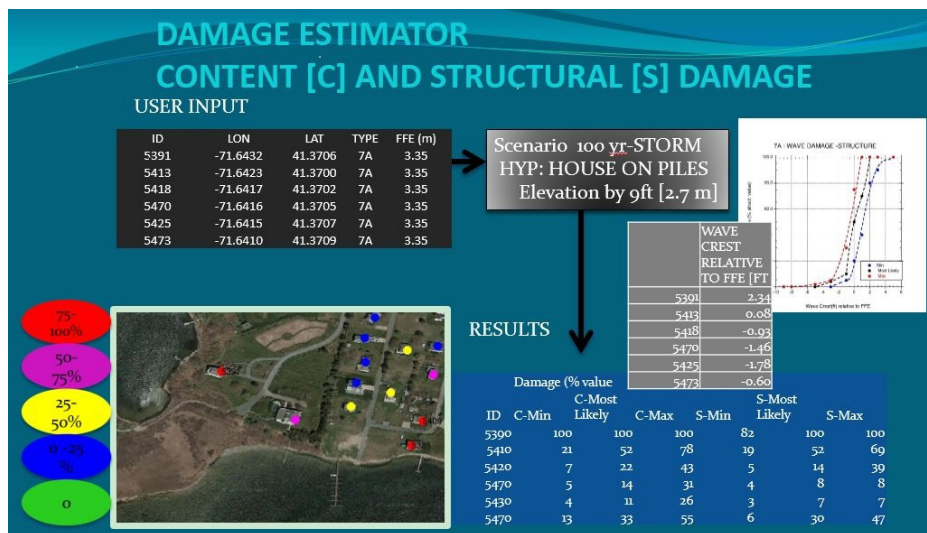 DAMAGE ESTIMATOR
CONTENT [C] AND STRUCTURAL [S] DAMAGE
USER INPUT
ID LON LAT TYPE FFE (m)
5391 -71.6432 41.3706 7A 3.35
5413 -71.6423 41.3700 7A 3.35
5418 -71.6417 41.3702 7A 3.35
5470 -71.6416 41.3705 7A 3.35
5425 -71.6415 41.3707 7A 3.35
5473 -71.6410 41.3709 7A 3.35
Scenario 100 yr-STORM
HYP: HOUSE ON PILES
Elevation by 9ft [2.7 m]
7A : WAVE DAMAGE -STRUCTURE
Min
Most Likely
Max
Wave Crest(ft) relative to FFE
WAVE
CREST
RELATIVE
TO FFE [FT
5391 2.34
5413 0.08
5418 -0.93
5470 -1.46
5425 -1.78
5473 -0.60
75-
100%
50-
75%
25-
50%
0 -25
%
0
RESULTS
Damage (% value
C-Most S-Most
ID C-Min Likely C-Max S-Min Likely S-Max
5390 100 100 100 82 100 100
5410 21 52 78 19 52 69
5420 7 22 43 5 14 39
5470 5 14 31 4 8 8
5430 4 11 26 3 7 7
5470 13 33 55 6 30 47